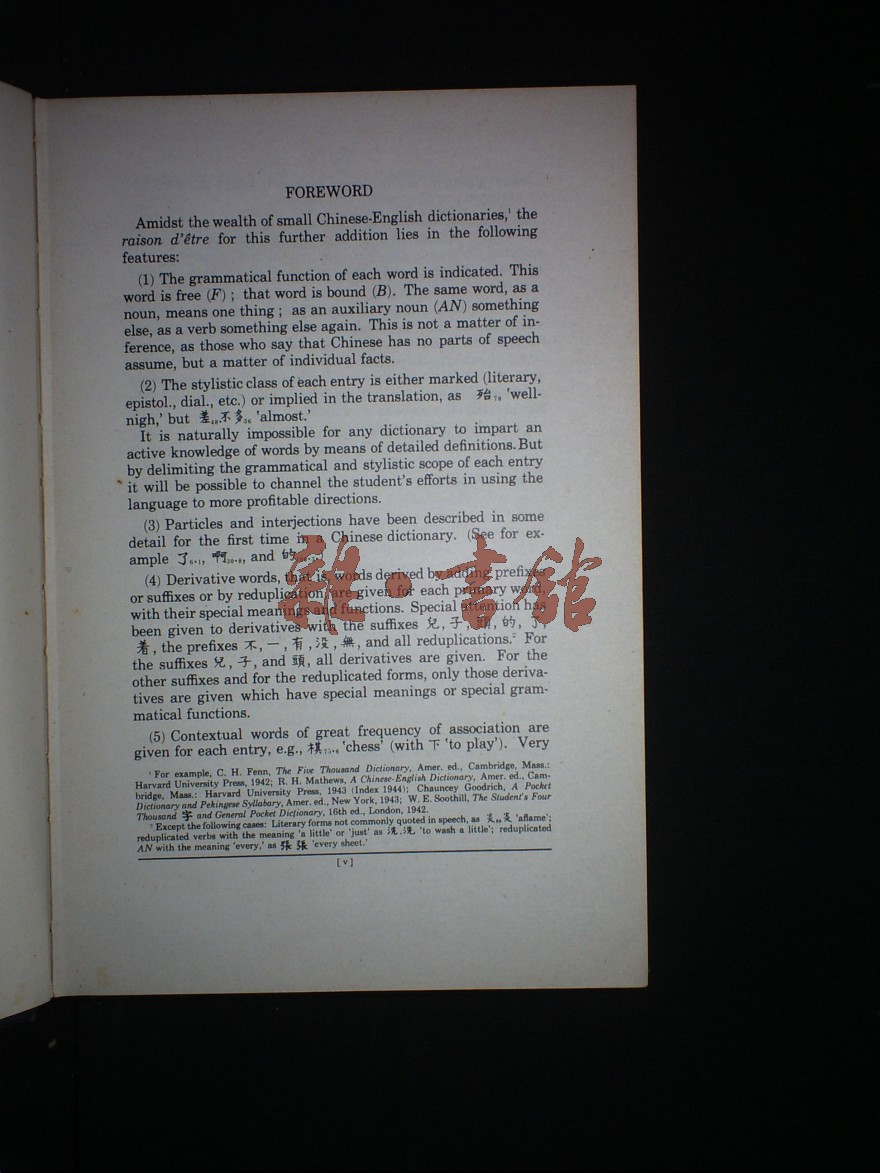 FOREWORD
Amidst the wealth of small Chinese-English dictionaries,¹ the
raison d'être for this further addition lies in the following
features:
(1) The grammatical function of each word is indicated. This
word is free (F) ; that word is bound (B). The same word, as a
noun, means one thing ; as an auxiliary noun (AN) something
else, as a verb something else again. This is not a matter of in-
ference, as those who say that Chinese has no parts of speech
assume, but a matter of individual facts.
(2) The stylistic class of each entry is either marked (literary,
epistol., dial., etc.) or implied in the translation, as 殆 'well-
nigh,' but 差不多 'almost.'
It is naturally impossible for any dictionary to impart an
active knowledge of words by means of detailed definitions. But
by delimiting the grammatical and stylistic scope of each entry
it will be possible to channel the student's efforts in using the
language to more profitable directions.
(3) Particles and interjections have been described in some
detail for the first time in a Chinese dictionary. (See for ex-
ample 了, 啊, and 的
(4) Derivative words, that is, words derived by adding prefixes
or suffixes or by reduplication, are given for each primary word,
with their special meanings and functions. Special attention has
been given to derivatives with the suffixes 兒, 子, 頭, 的, 了
着, the prefixes 不, 一, 有, 没, 無, and all reduplications.² For
the suffixes 兒, 子, and 頭, all derivatives are given. For the
other suffixes and for the reduplicated forms, only those deriva-
tives are given which have special meanings or special gram-
matical functions.
(5) Contextual words of great frequency of association are
given for each entry, e.g., 棋 'chess' (with 下 'to play'). Very
¹ For example, C. H. Fenn, The Five Thousand Dictionary, Amer. ed., Cambridge, Mass.:
Harvard University Press, 1942; R. H. Mathews, A Chinese-English Dictionary, Amer. ed., Cam-
bridge, Mass.: Harvard University Press, 1943 (Index 1944); Chauncey Goodrich, A Pocket
Dictionary and Pekingese Syllabary, Amer. ed., New York, 1943; W. E. Soothill, The Student's Four
Thousand 字 and General Pocket Dictionary, 16th ed., London, 1942.
² Except the following cases: Literary forms not commonly quoted in speech, as 炎炎 'aflame';
reduplicated verbs with the meaning 'a little' or 'just' as 洗洗 'to wash a little'; reduplicated
AN with the meaning 'every,' as 張張 'every sheet.'
[v]
雜·書館